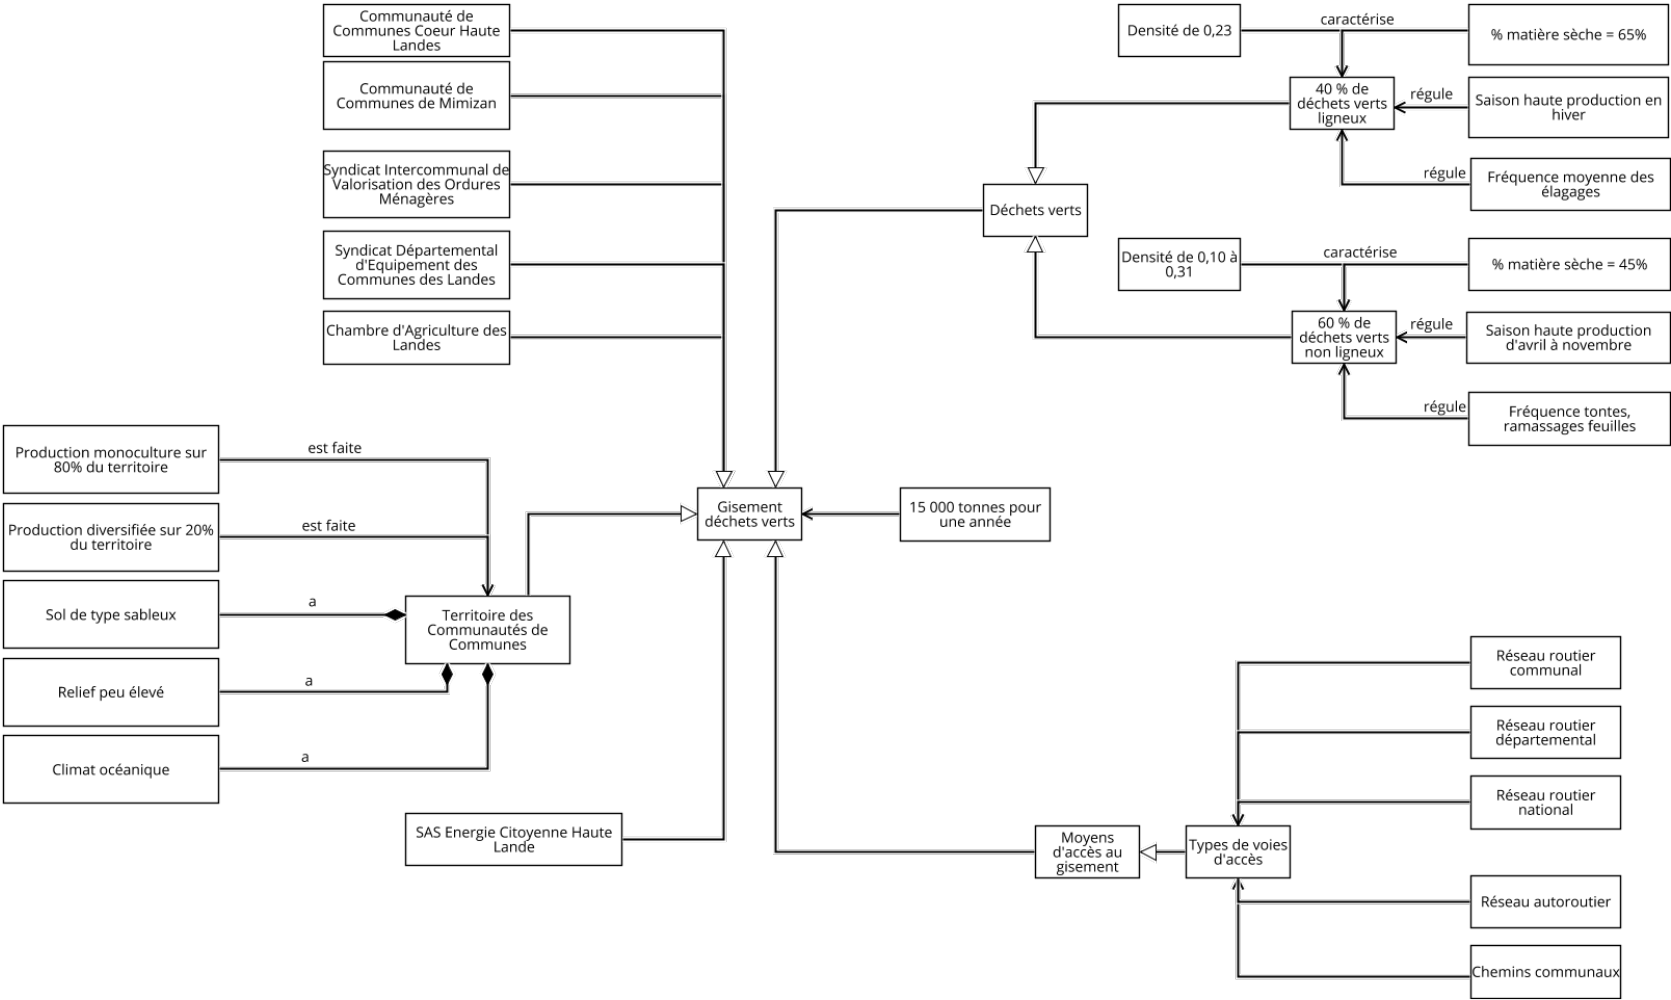 Communauté de
Communes Coeur Haute
Landes
Communauté de
Communes de Mimizan
Syndicat Intercommunal de
Valorisation des Ordures
Ménagères
Syndicat Départemental
d'Equipement des
Communes des Landes
Chambre d'Agriculture des
Landes
Densité de 0,23
caractérise
% matière sèche = 65%
40 % de
déchets verts
ligneux
régule
Saison haute production en
hiver
régule
Fréquence moyenne des
élagages
Déchets verts
Densité de 0,10 à
0,31
caractérise
% matière sèche = 45%
60 % de
déchets verts
non ligneux
régule
Saison haute production
d'avril à novembre
régule
Fréquence tontes,
ramassages feuilles
Production monoculture sur
80% du territoire
est faite
Production diversifiée sur 20%
du territoire
est faite
Sol de type sableux
a
Relief peu élevé
a
Climat océanique
a
Territoire des
Communautés de
Communes
Gisement
déchets verts
15 000 tonnes pour
une année
SAS Energie Citoyenne Haute
Lande
Moyens
d'accès au
gisement
Types de voies
d'accès
Réseau routier
communal
Réseau routier
départemental
Réseau routier
national
Réseau autoroutier
Chemins communaux